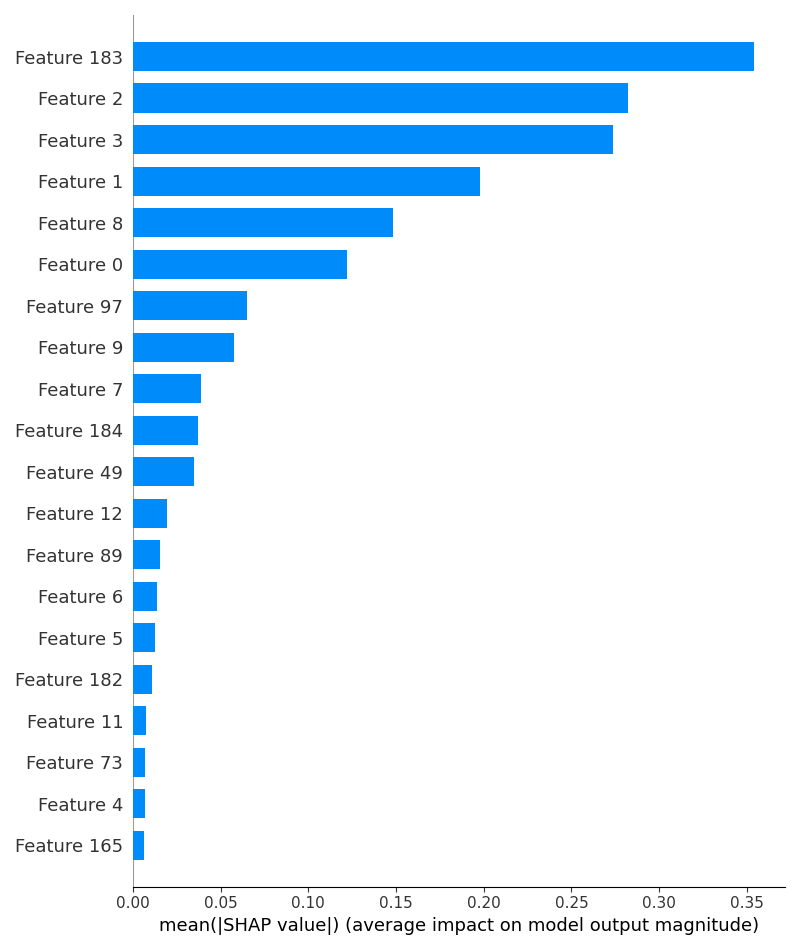 Feature 183
Feature 2
Feature 3
Feature 1
Feature 8
Feature 0
Feature 97
Feature 9
Feature 7
Feature 184
Feature 49
Feature 12
Feature 89
Feature 6
Feature 5
Feature 182
Feature 11
Feature 73
Feature 4
Feature 165
0.00 0.05 0.10 0.15 0.20 0.25 0.30 0.35
mean(|SHAP value|) (average impact on model output magnitude)